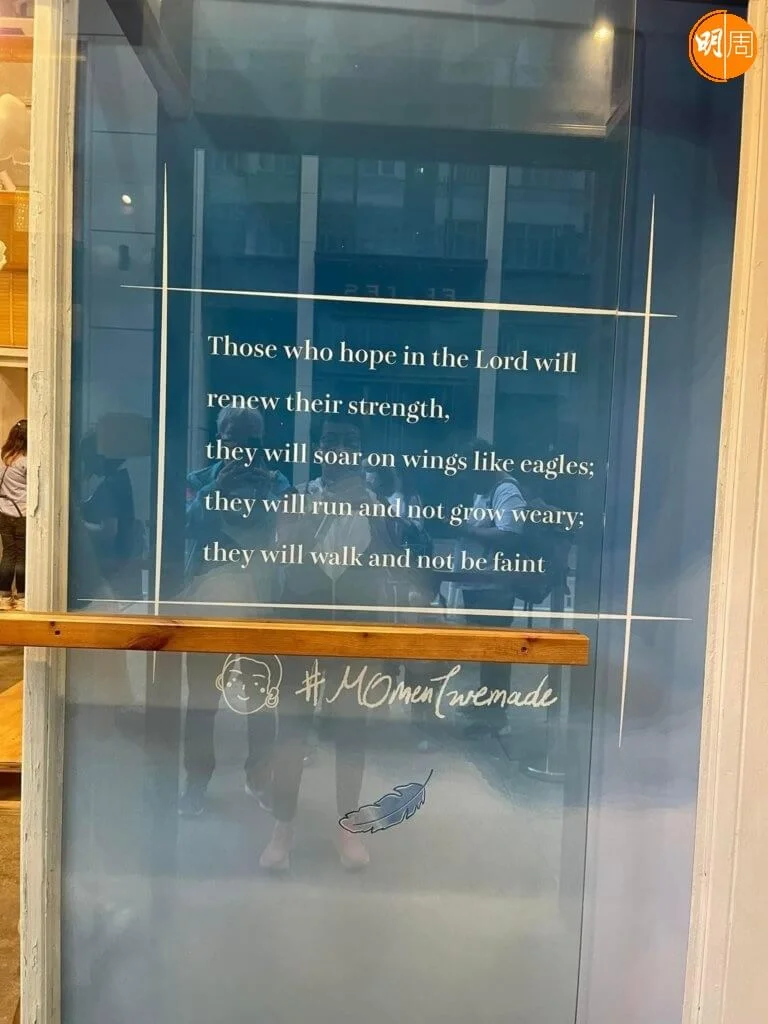 明周
Those who hope in the Lord will
renew their strength,
they will soar on wings like eagles;
they will run and not grow weary;
they will walk and not be faint
#MOmentwemade